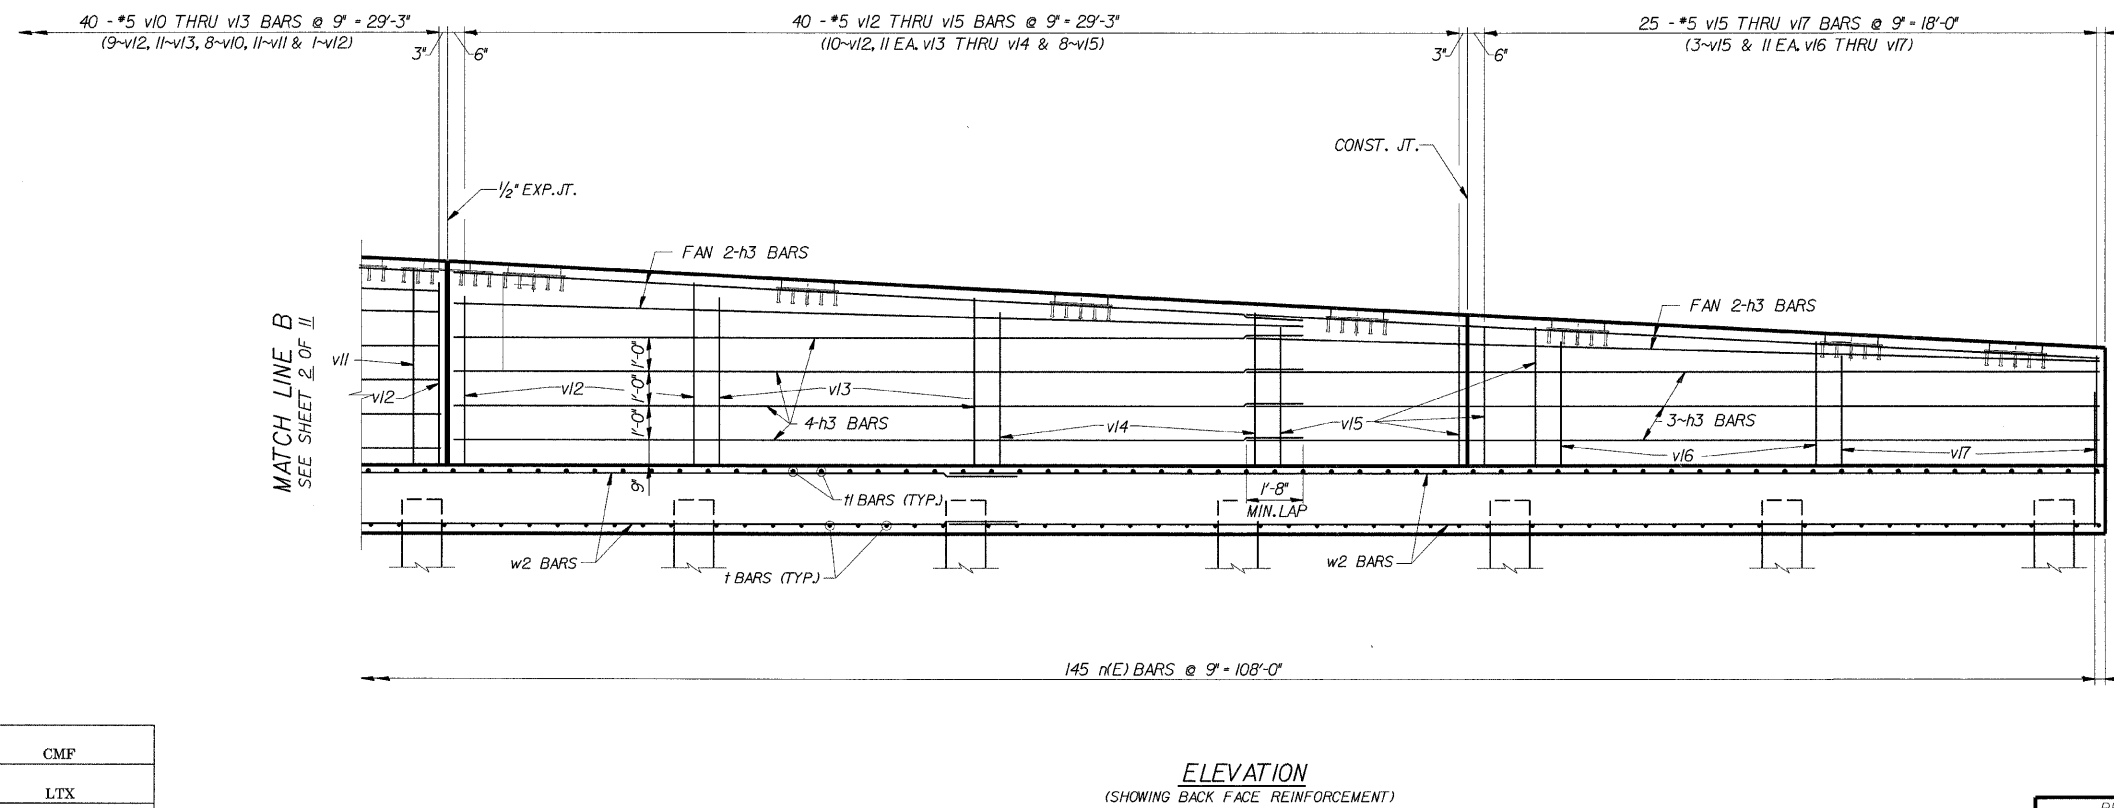 40 - #5 v10 THRU v13 BARS @ 9" = 29'-3"
(9~v12, 11~v13, 8~v10, 11~v11 & 1~v12)
40 - #5 v12 THRU v15 BARS @ 9" = 29'-3"
(10~v12, 11 EA. v13 THRU v14 & 8~v15)
25 - #5 v15 THRU v17 BARS @ 9" = 18'-0"
(3~v15 & 11 EA. v16 THRU v17)
3"
6"
3"
6"
CONST. JT.
1/2" EXP. JT.
FAN 2-h3 BARS
FAN 2-h3 BARS
MATCH LINE B
SEE SHEET 2 OF 11
v11
v12
v12
1'-0"
1'-0"
1'-0"
v13
4-h3 BARS
v14
v15
3~h3 BARS
v16
v17
9"
t1 BARS (TYP.)
1'-8"
MIN. LAP
w2 BARS
t BARS (TYP.)
w2 BARS
145 n(E) BARS @ 9" = 108'-0"
CMF
LTX
ELEVATION
(SHOWING BACK FACE REINFORCEMENT)